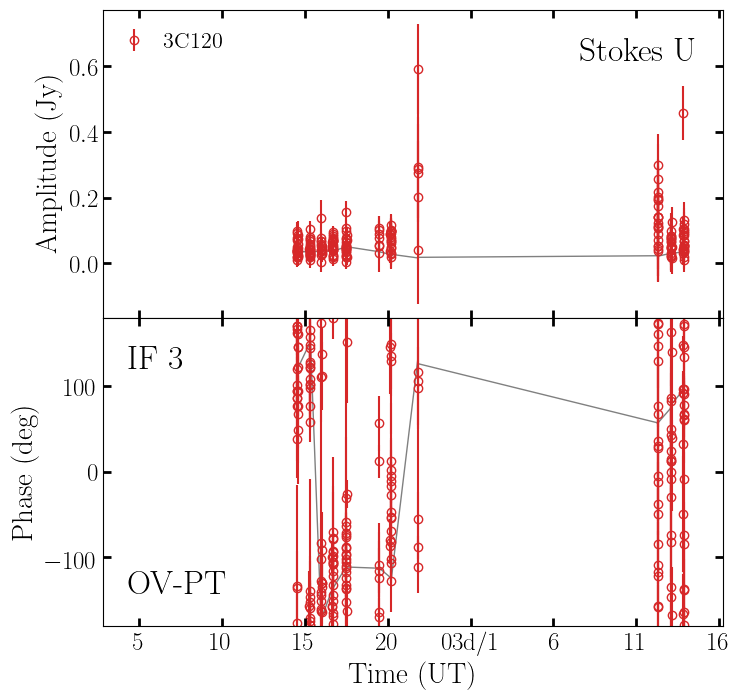 3C120
Stokes U
Amplitude (Jy)
0.6
0.4
0.2
0.0
IF 3
OV-PT
Phase (deg)
100
0
−100
5 10 15 20 03d/1 6 11 16
Time (UT)